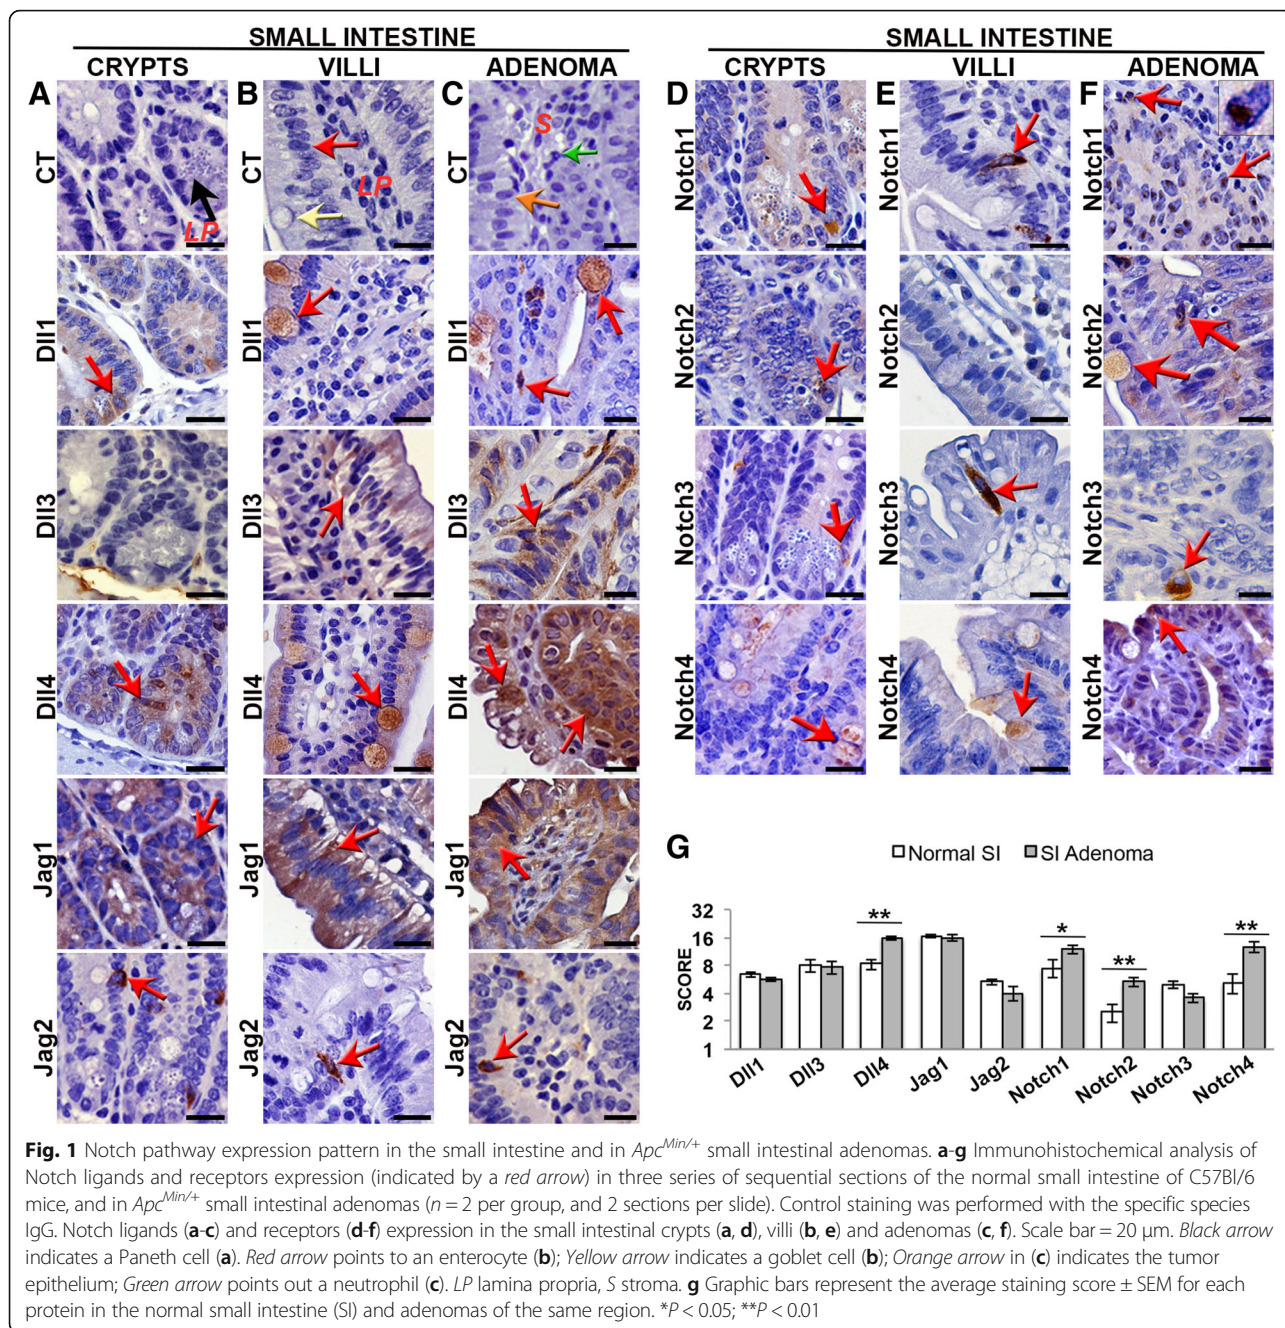 SMALL INTESTINE
CRYPTS VILLI ADENOMA
A B C
CT
LP
LP
S
Dll1
Dll1
Dll1
Dll3
Dll3
Dll3
Dll4
Dll4
Dll4
Jag1
Jag1
Jag1
Jag2
Jag2
Jag2
SMALL INTESTINE
CRYPTS VILLI ADENOMA
D E F
Notch1
Notch1
Notch1
Notch2
Notch2
Notch2
Notch3
Notch3
Notch3
Notch4
Notch4
Notch4
CT
CT
G
Normal SI SI Adenoma
SCORE
32
16
8
4
2
1
**
*
**
**
Dll1 Dll3 Dll4 Jag1 Jag2 Notch1 Notch2 Notch3 Notch4
Fig. 1 Notch pathway expression pattern in the small intestine and in ApcMin/+ small intestinal adenomas. a-g Immunohistochemical analysis of
Notch ligands and receptors expression (indicated by a red arrow) in three series of sequential sections of the normal small intestine of C57Bl/6
mice, and in ApcMin/+ small intestinal adenomas (n = 2 per group, and 2 sections per slide). Control staining was performed with the specific species
IgG. Notch ligands (a-c) and receptors (d-f) expression in the small intestinal crypts (a, d), villi (b, e) and adenomas (c, f). Scale bar = 20 μm. Black arrow
indicates a Paneth cell (a). Red arrow points to an enterocyte (b); Yellow arrow indicates a goblet cell (b); Orange arrow in (c) indicates the tumor
epithelium; Green arrow points out a neutrophil (c). LP lamina propria, S stroma. g Graphic bars represent the average staining score ± SEM for each
protein in the normal small intestine (SI) and adenomas of the same region. *P < 0.05; **P < 0.01